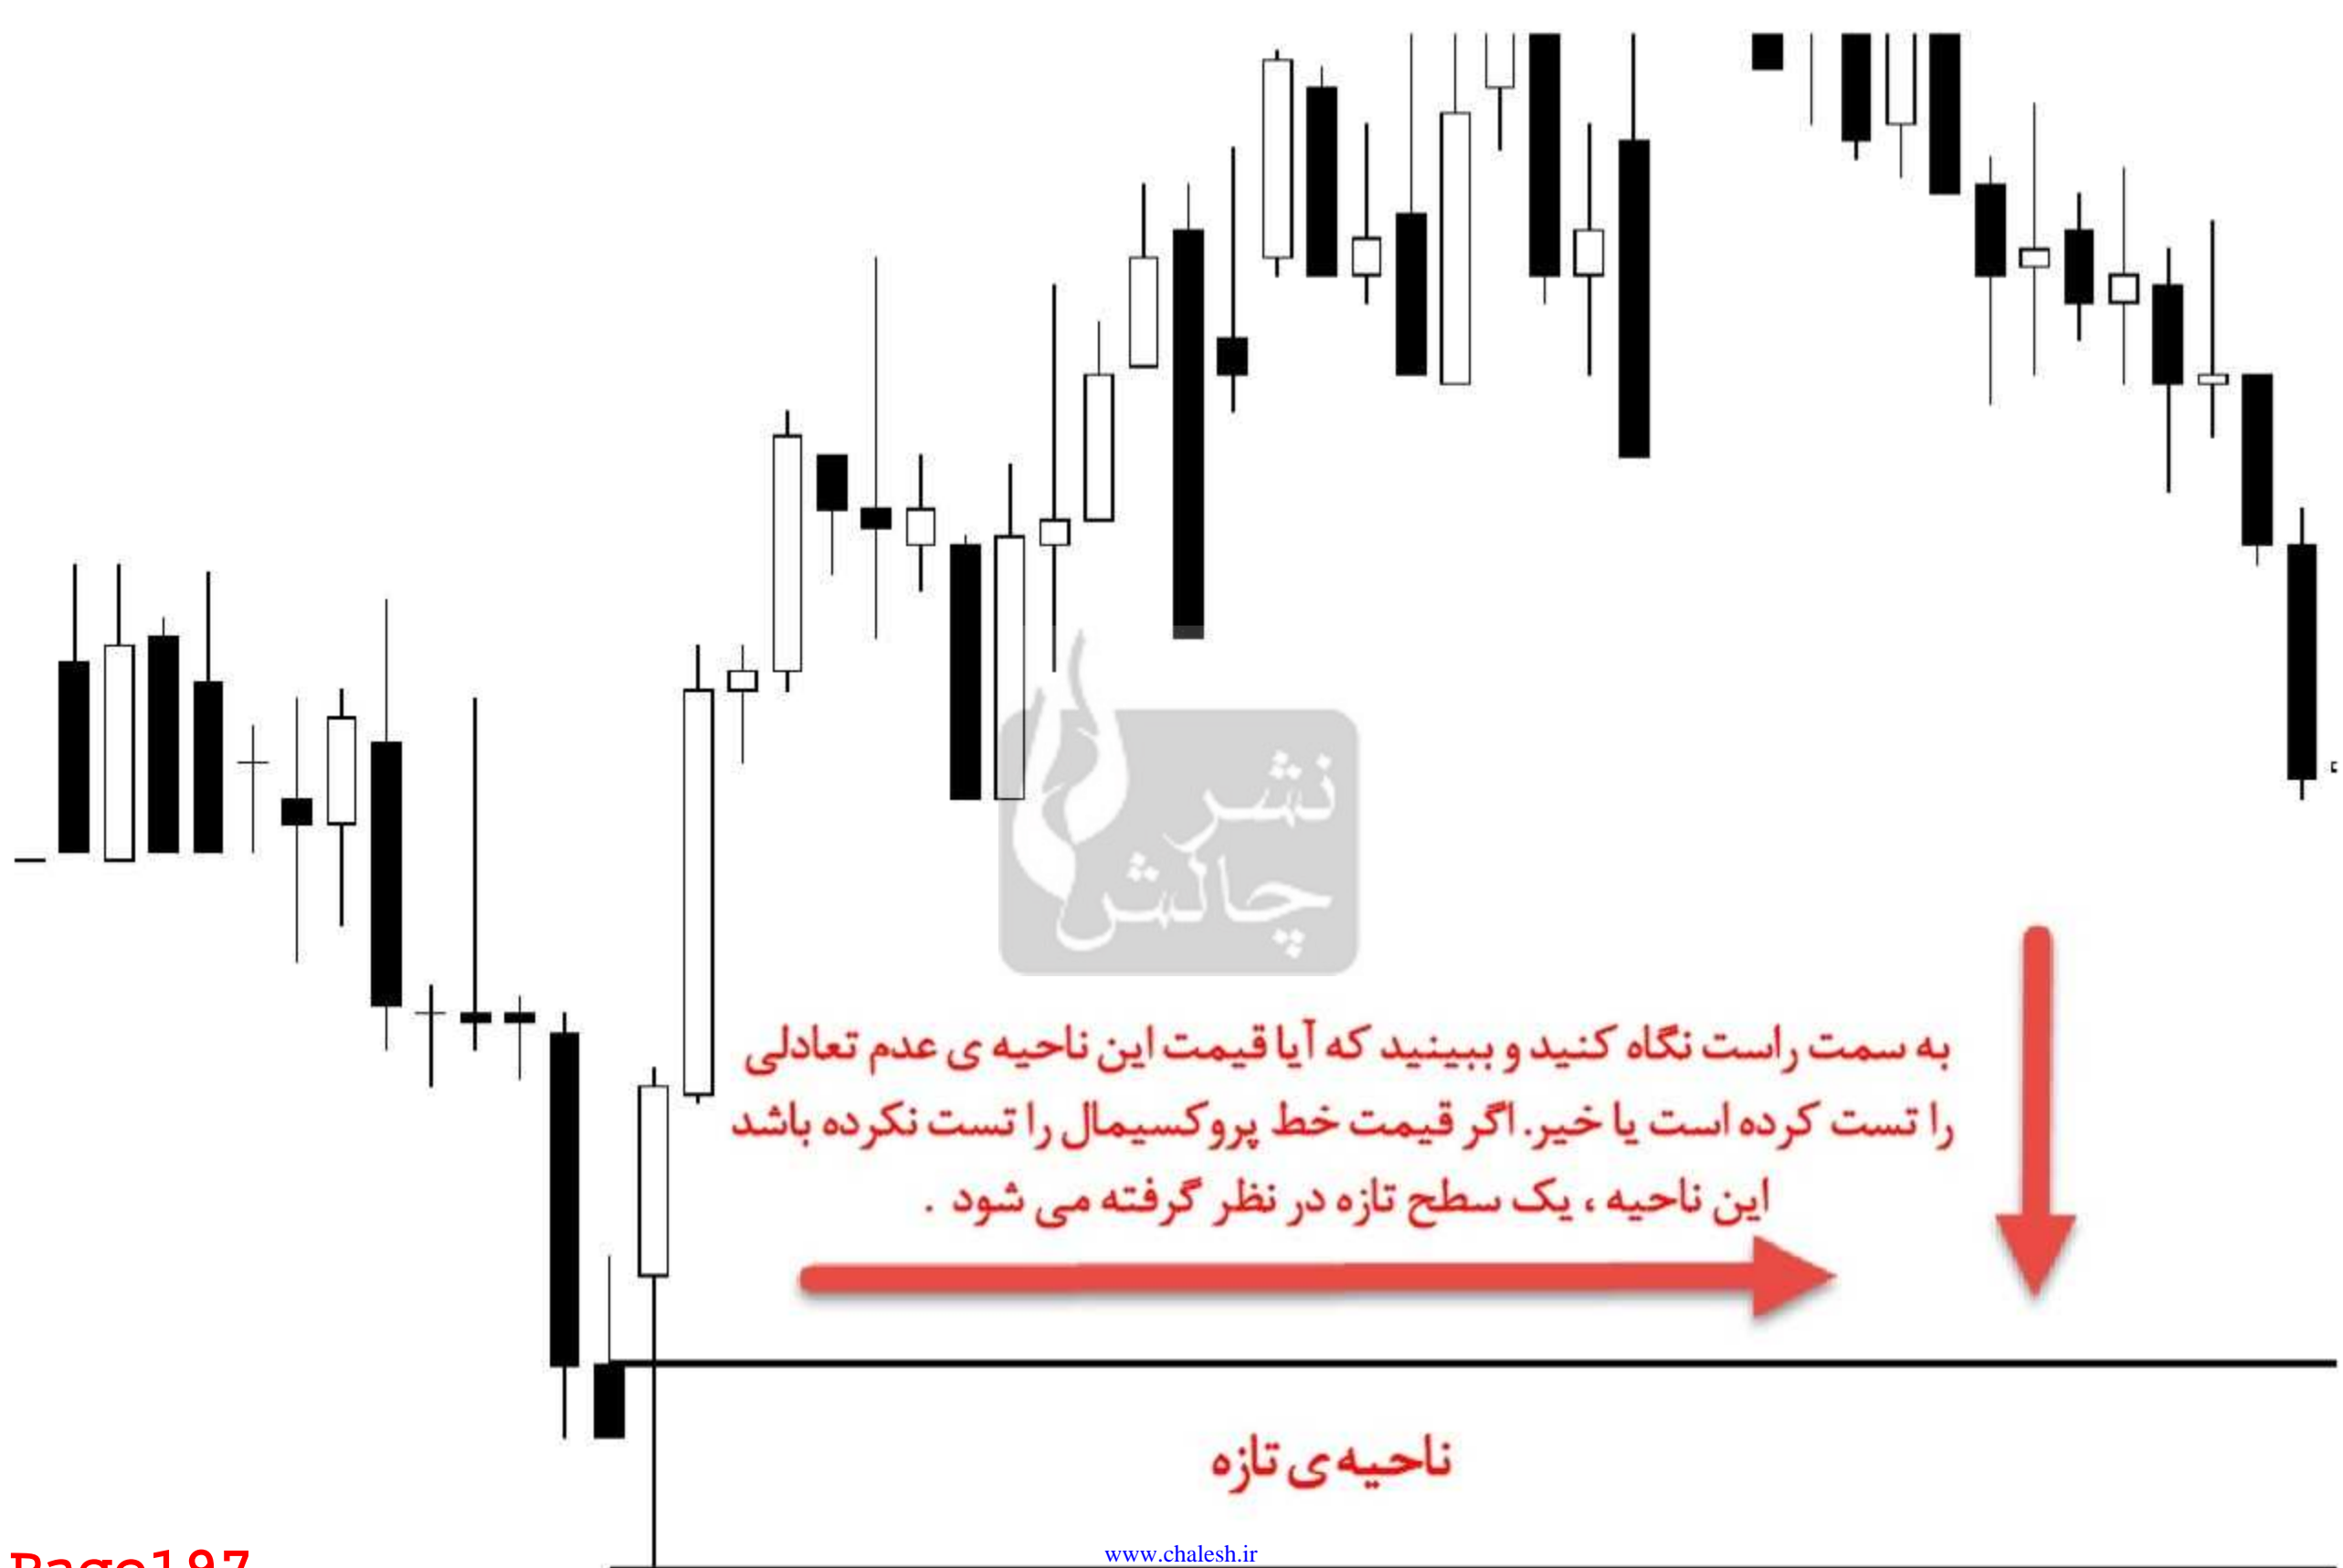 نشر
چالش
به سمت راست نگاه کنید و ببینید که آیا قیمت این ناحیه ی عدم تعادلی
را تست کرده است یا خیر. اگر قیمت خط پروکسیمال را تست نکرده باشد
این ناحیه ، یک سطح تازه در نظر گرفته می شود .
ناحیه ی تازه
www.chalesh.ir
Page197